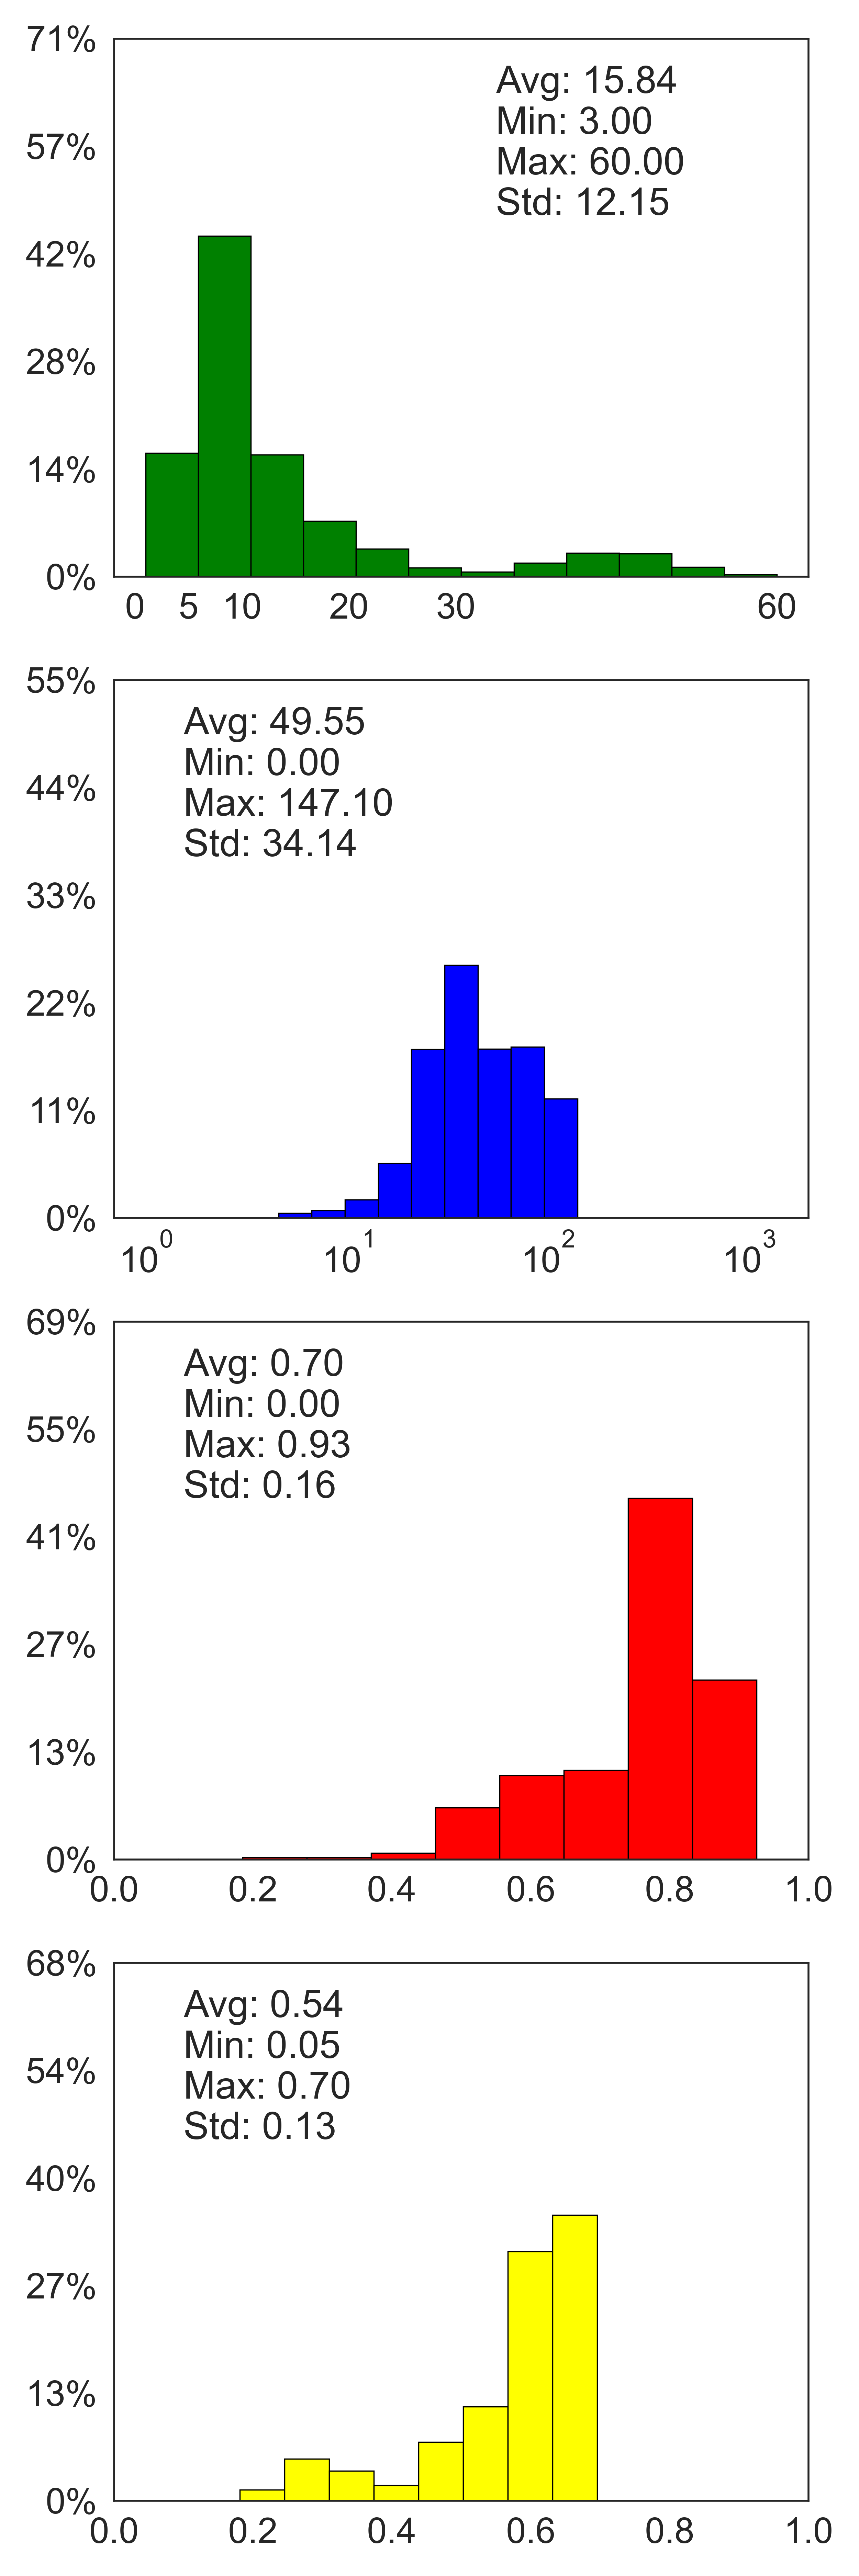 71%
Avg: 15.84
Min: 3.00
57%
Max: 60.00
Std: 12.15
42%
28%
14%
0%
0 5 10 20 30 60
55%
Avg: 49.55
Min: 0.00
44%
Max: 147.10
Std: 34.14
33%
22%
11%
0%
10^0 10^1 10^2 10^3
69%
Avg: 0.70
Min: 0.00
55%
Max: 0.93
Std: 0.16
41%
27%
13%
0%
0.0 0.2 0.4 0.6 0.8 1.0
68%
Avg: 0.54
Min: 0.05
54%
Max: 0.70
Std: 0.13
40%
27%
13%
0%
0.0 0.2 0.4 0.6 0.8 1.0